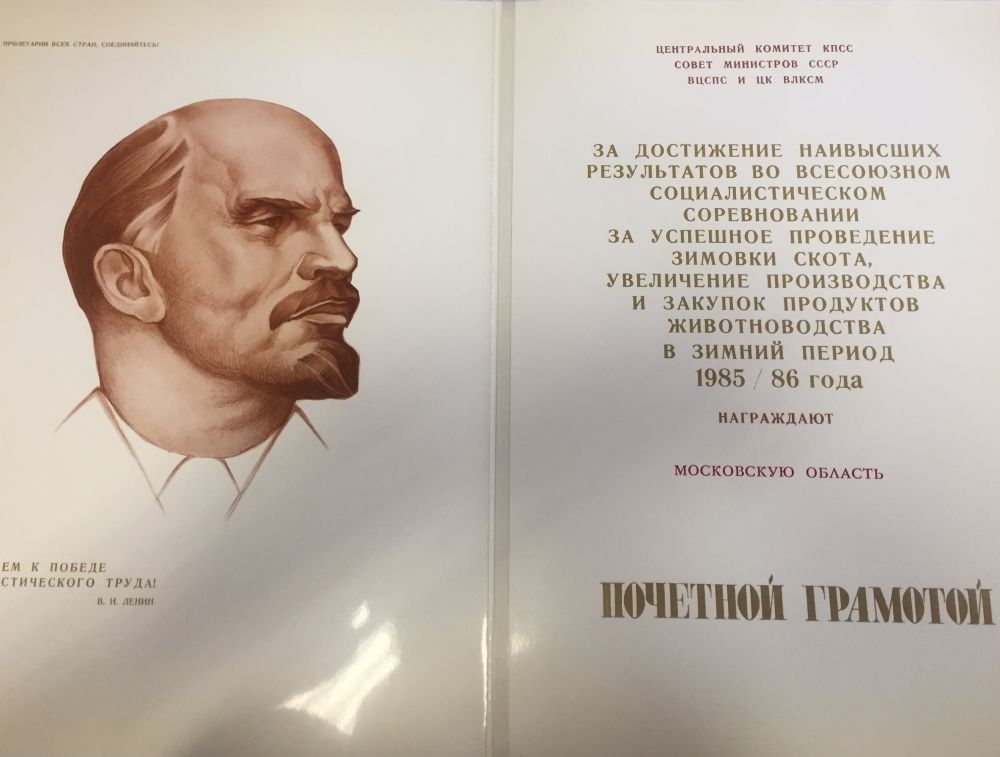 ПРОЛЕТАРИИ ВСЕХ СТРАН, СОЕДИНЯЙТЕСЬ!
ЕМ К ПОБЕДЕ
СТИЧЕСКОГО ТРУДА!
В. И. ЛЕНИН
ЦЕНТРАЛЬНЫЙ КОМИТЕТ КПСС
СОВЕТ МИНИСТРОВ СССР
ВЦСПС И ЦК ВЛКСМ
ЗА ДОСТИЖЕНИЕ НАИВЫСШИХ
РЕЗУЛЬТАТОВ ВО ВСЕСОЮЗНОМ
СОЦИАЛИСТИЧЕСКОМ
СОРЕВНОВАНИИ
ЗА УСПЕШНОЕ ПРОВЕДЕНИЕ
ЗИМОВКИ СКОТА,
УВЕЛИЧЕНИЕ ПРОИЗВОДСТВА
И ЗАКУПОК ПРОДУКТОВ
ЖИВОТНОВОДСТВА
В ЗИМНИЙ ПЕРИОД
1985 / 86 года
НАГРАЖДАЮТ
МОСКОВСКУЮ ОБЛАСТЬ
ПОЧЕТНОЙ ГРАМОТОЙ